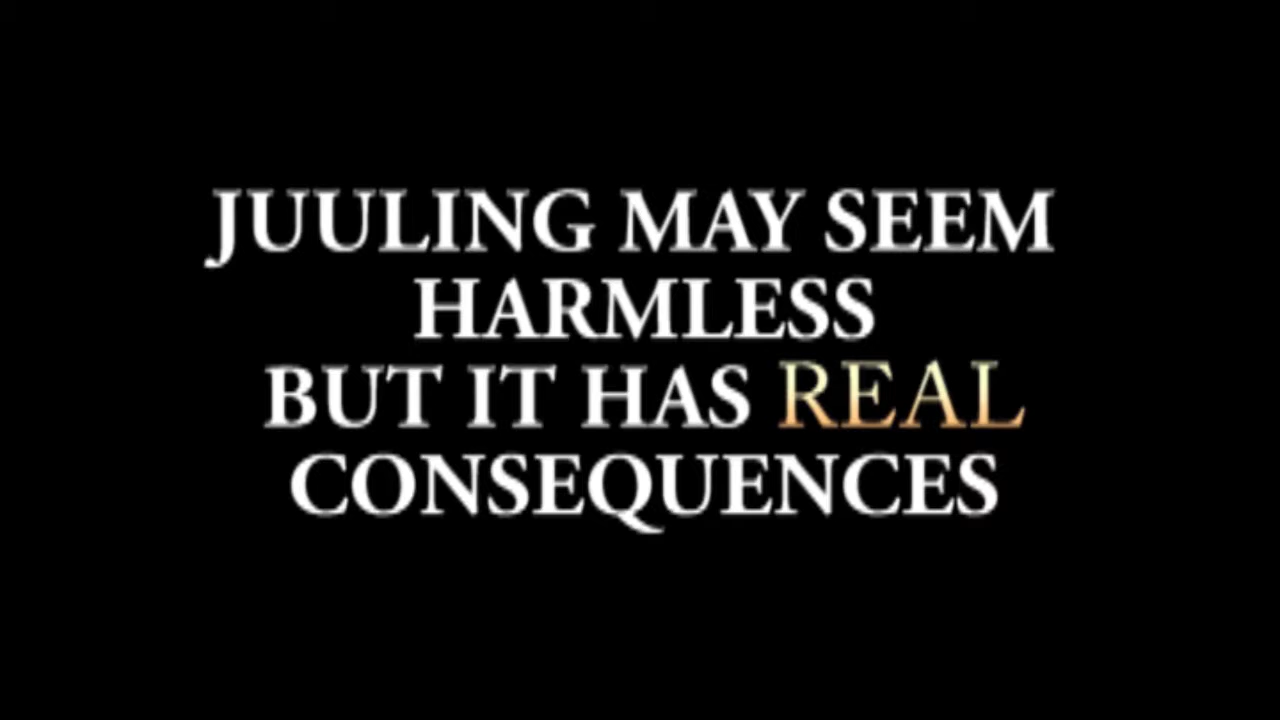 JUULING MAY SEEM
HARMLESS
BUT IT HAS REAL
CONSEQUENCES